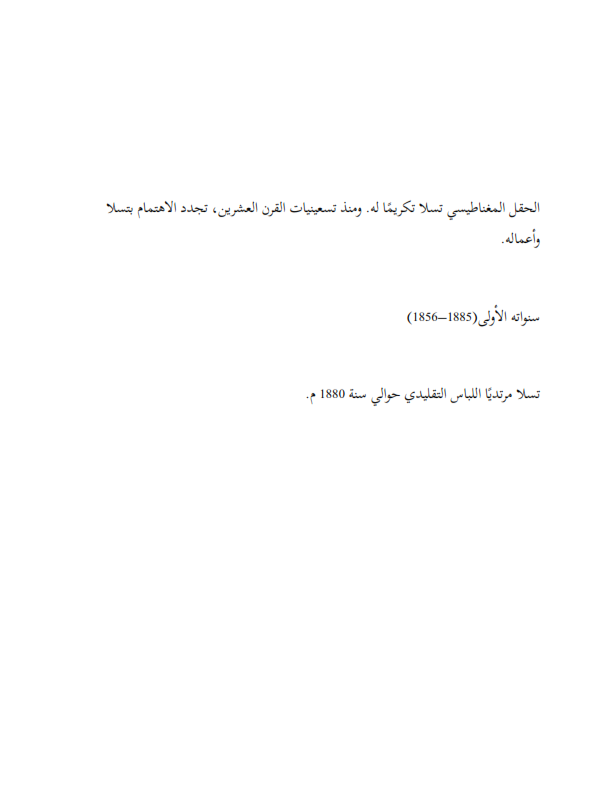 الحقل المغناطيسي تسلا تكريمًا له. ومنذ تسعينيات القرن العشرين، تجدد الاهتمام بتسلا
وأعماله.
سنواته الأولى(1885–1856)
تسلا مرتديًا اللباس التقليدي حوالي سنة 1880 م.